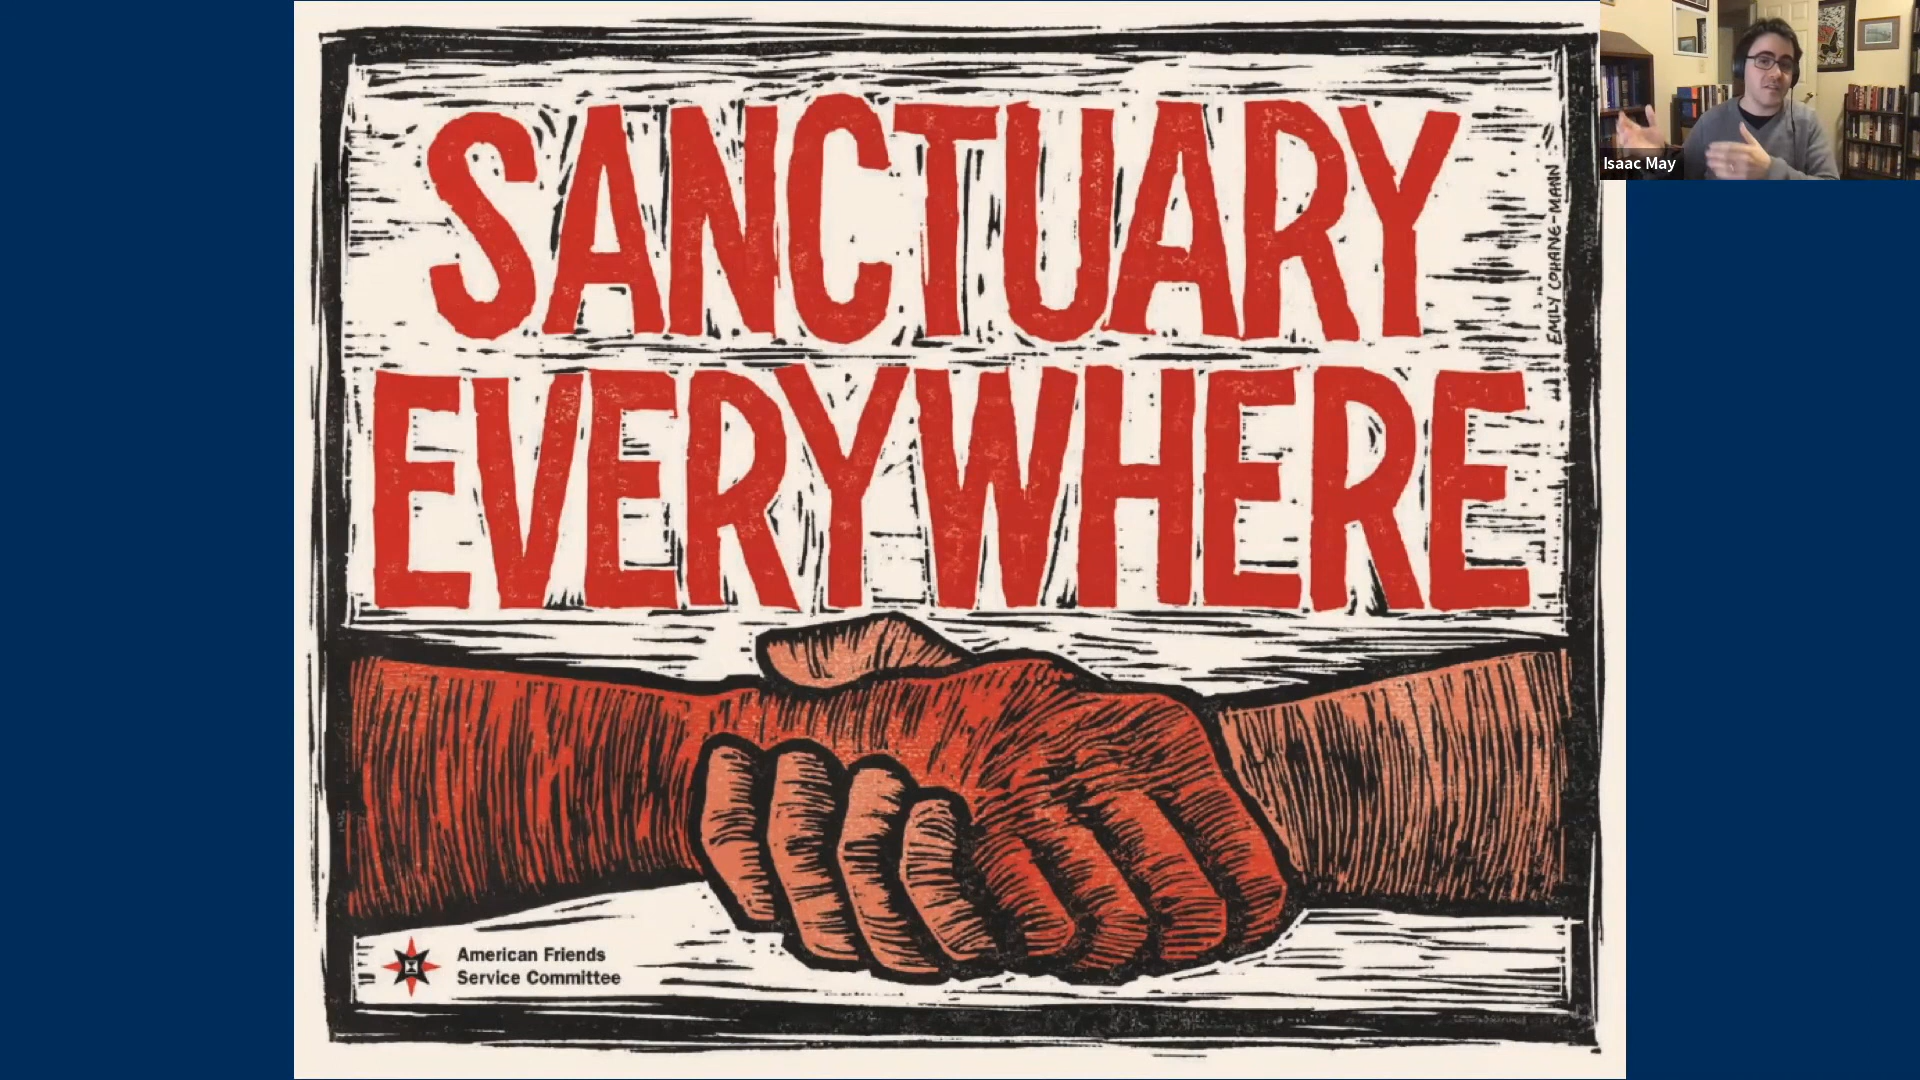 SANCTUARY
EVERYWHERE
EMILY COHANE-MANN
American Friends
Service Committee
Isaac May